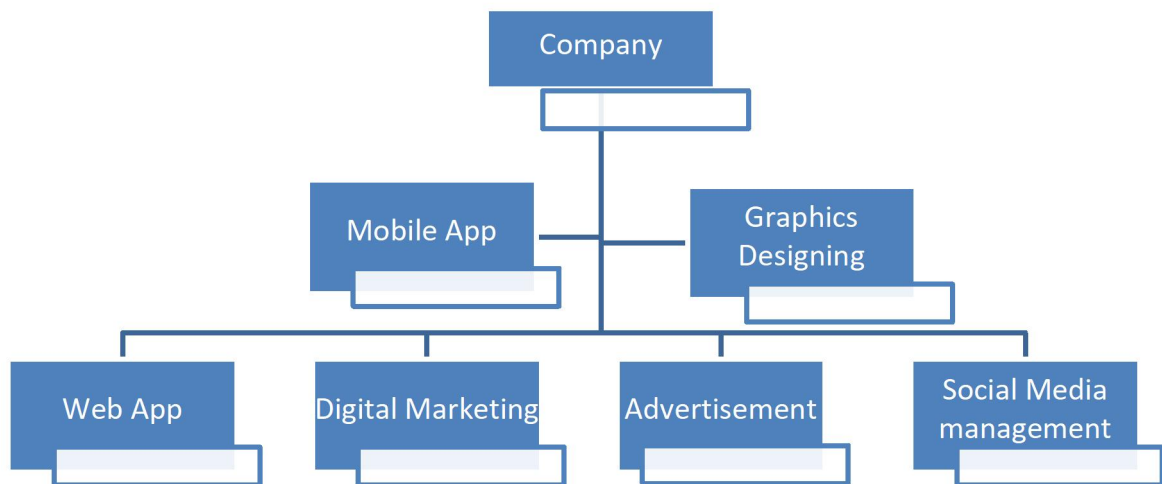 Company
Mobile App
Graphics
Designing
Web App
Digital Marketing
Advertisement
Social Media
management